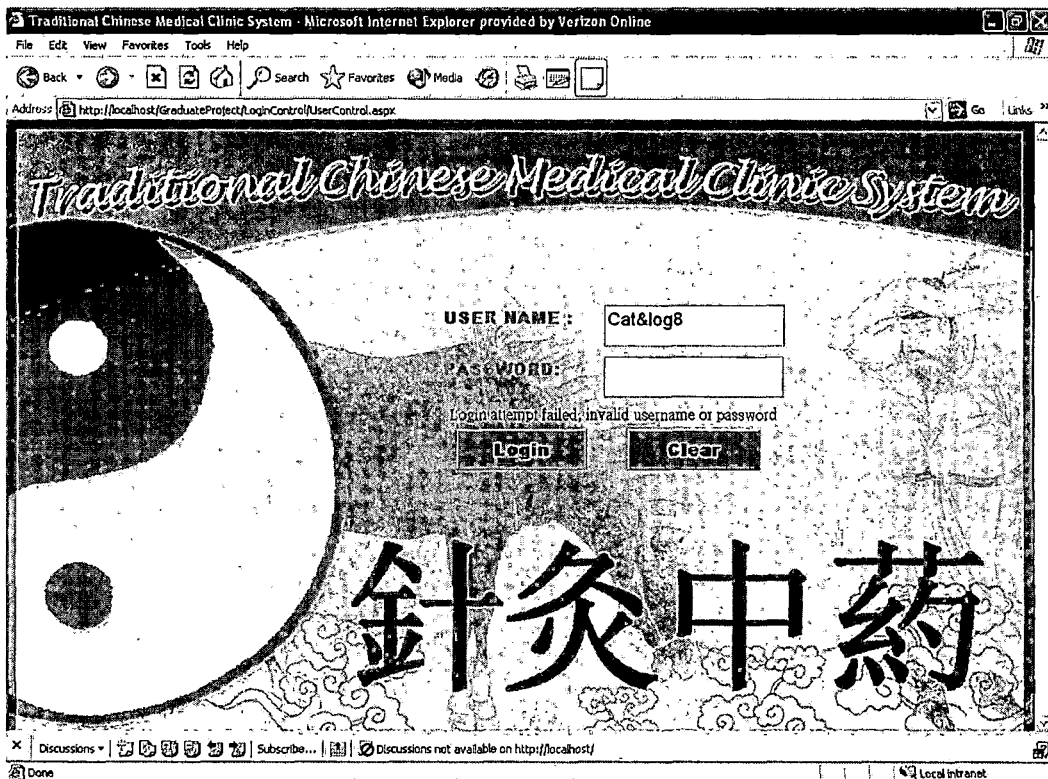 Traditional Chinese Medical Clinic System - Microsoft Internet Explorer provided by Verizon Online
File Edit View Favorites Tools Help
Back Search Favorites Media
Address http://localhost/GraduateProject/LoginControl/UserControl.aspx Go Links »
Traditional Chinese Medical Clinic System
USER NAME : Cat&log8
PASSWORD:
Login attempt failed, invalid username or password
Login Clear
針灸中药
Discussions Subscribe... Discussions not available on http://localhost/
Done Local intranet